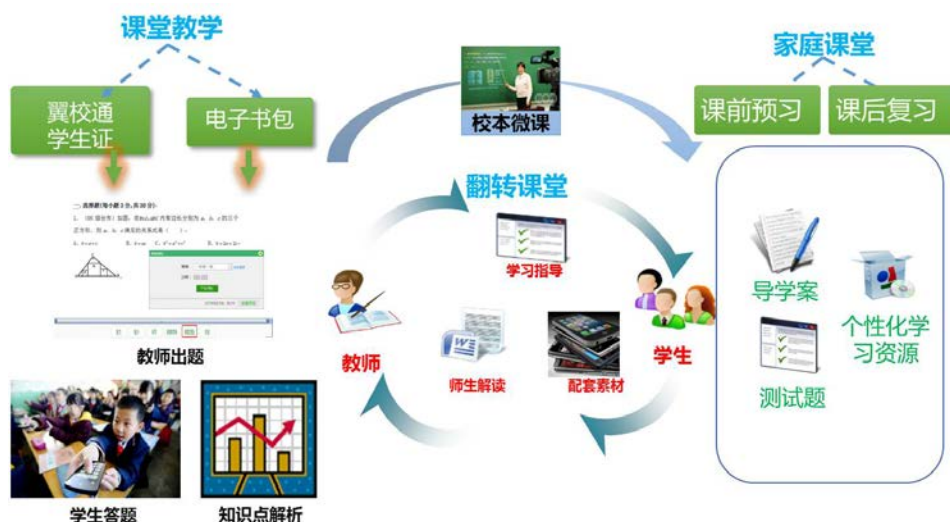 课堂教学
翼校通
学生证
电子书包
教师出题
学生答题
知识点解析
校本微课
翻转课堂
学习指导
教师
师生解读
配套素材
学生
家庭课堂
课前预习
课后复习
导学案
测试题
个性化学
习资源